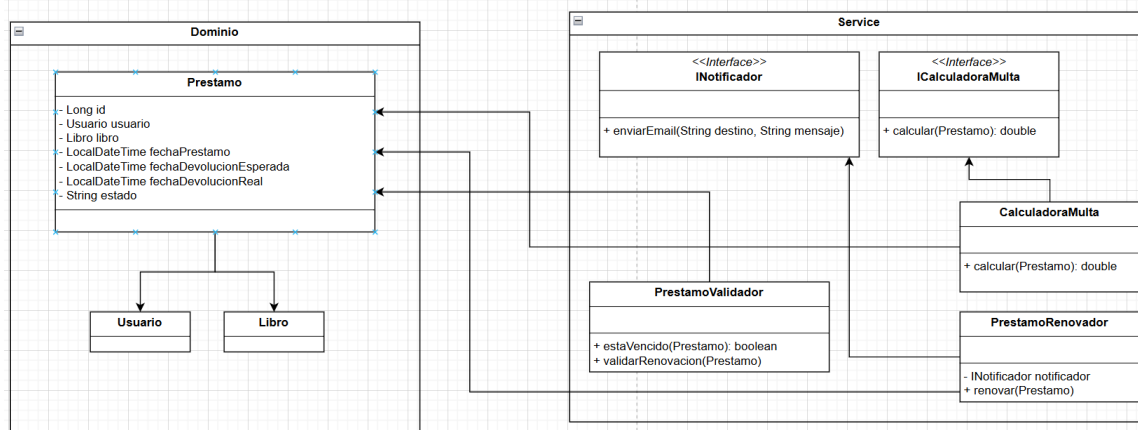 Dominio
Prestamo
- Long id
- Usuario usuario
- Libro libro
- LocalDateTime fechaPrestamo
- LocalDateTime fechaDevolucionEsperada
- LocalDateTime fechaDevolucionReal
- String estado
Usuario
Libro
Service
<<Interface>>
INotificador
+ enviarEmail(String destino, String mensaje)
<<Interface>>
ICalculadoraMulta
+ calcular(Prestamo): double
CalculadoraMulta
+ calcular(Prestamo): double
PrestamoValidador
+ estaVencido(Prestamo): boolean
+ validarRenovacion(Prestamo)
PrestamoRenovador
- INotificador notificador
+ renovar(Prestamo)